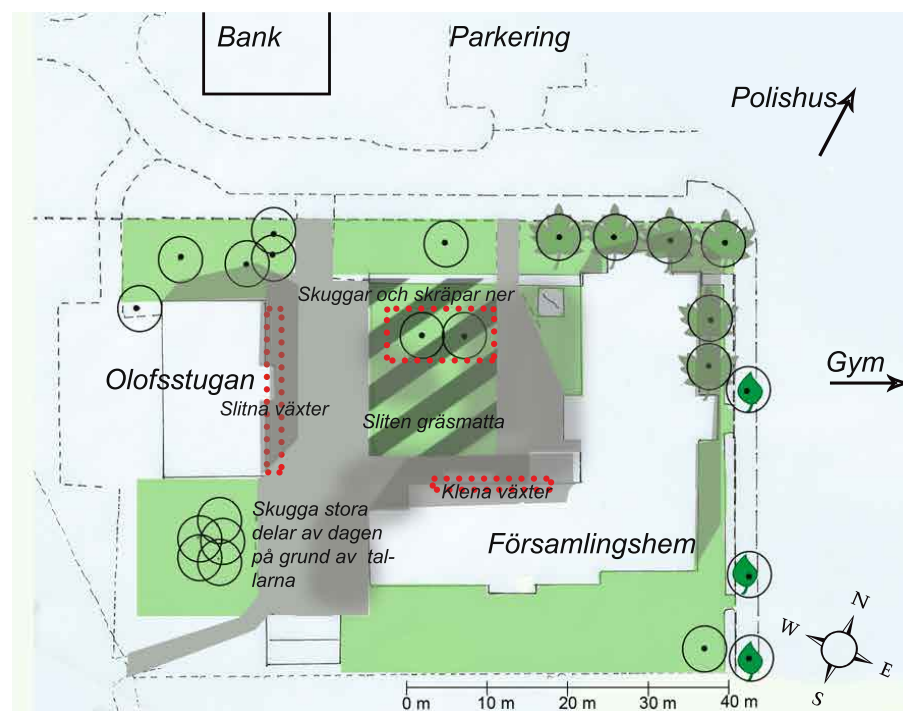 Bank
Parkering
Polishus
Skuggar och skräpar ner
Gym
Olofsstugan
Slitna växter
Sliten gräsmatta
Klena växter
Skugga stora
delar av dagen
på grund av tal-
larna
Församlingshem
N
W
E
S
0 m 10 m 20 m 30 m 40 m